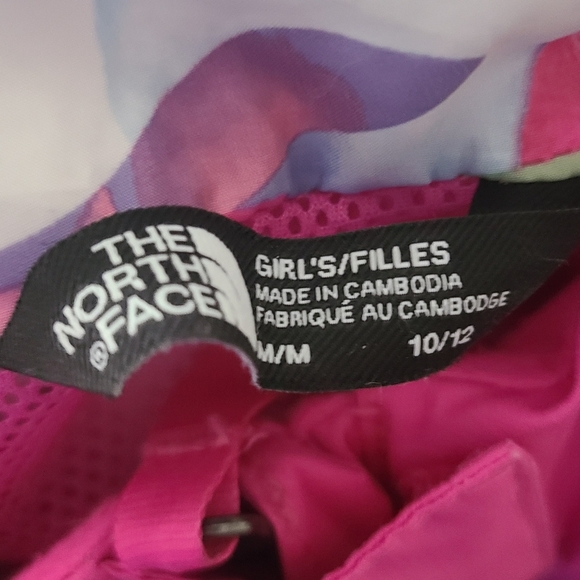 THE
NORTH
FACE
®
GIRL'S/FILLES
MADE IN CAMBODIA
FABRIQUÉ AU CAMBODGE
M/M 10/12